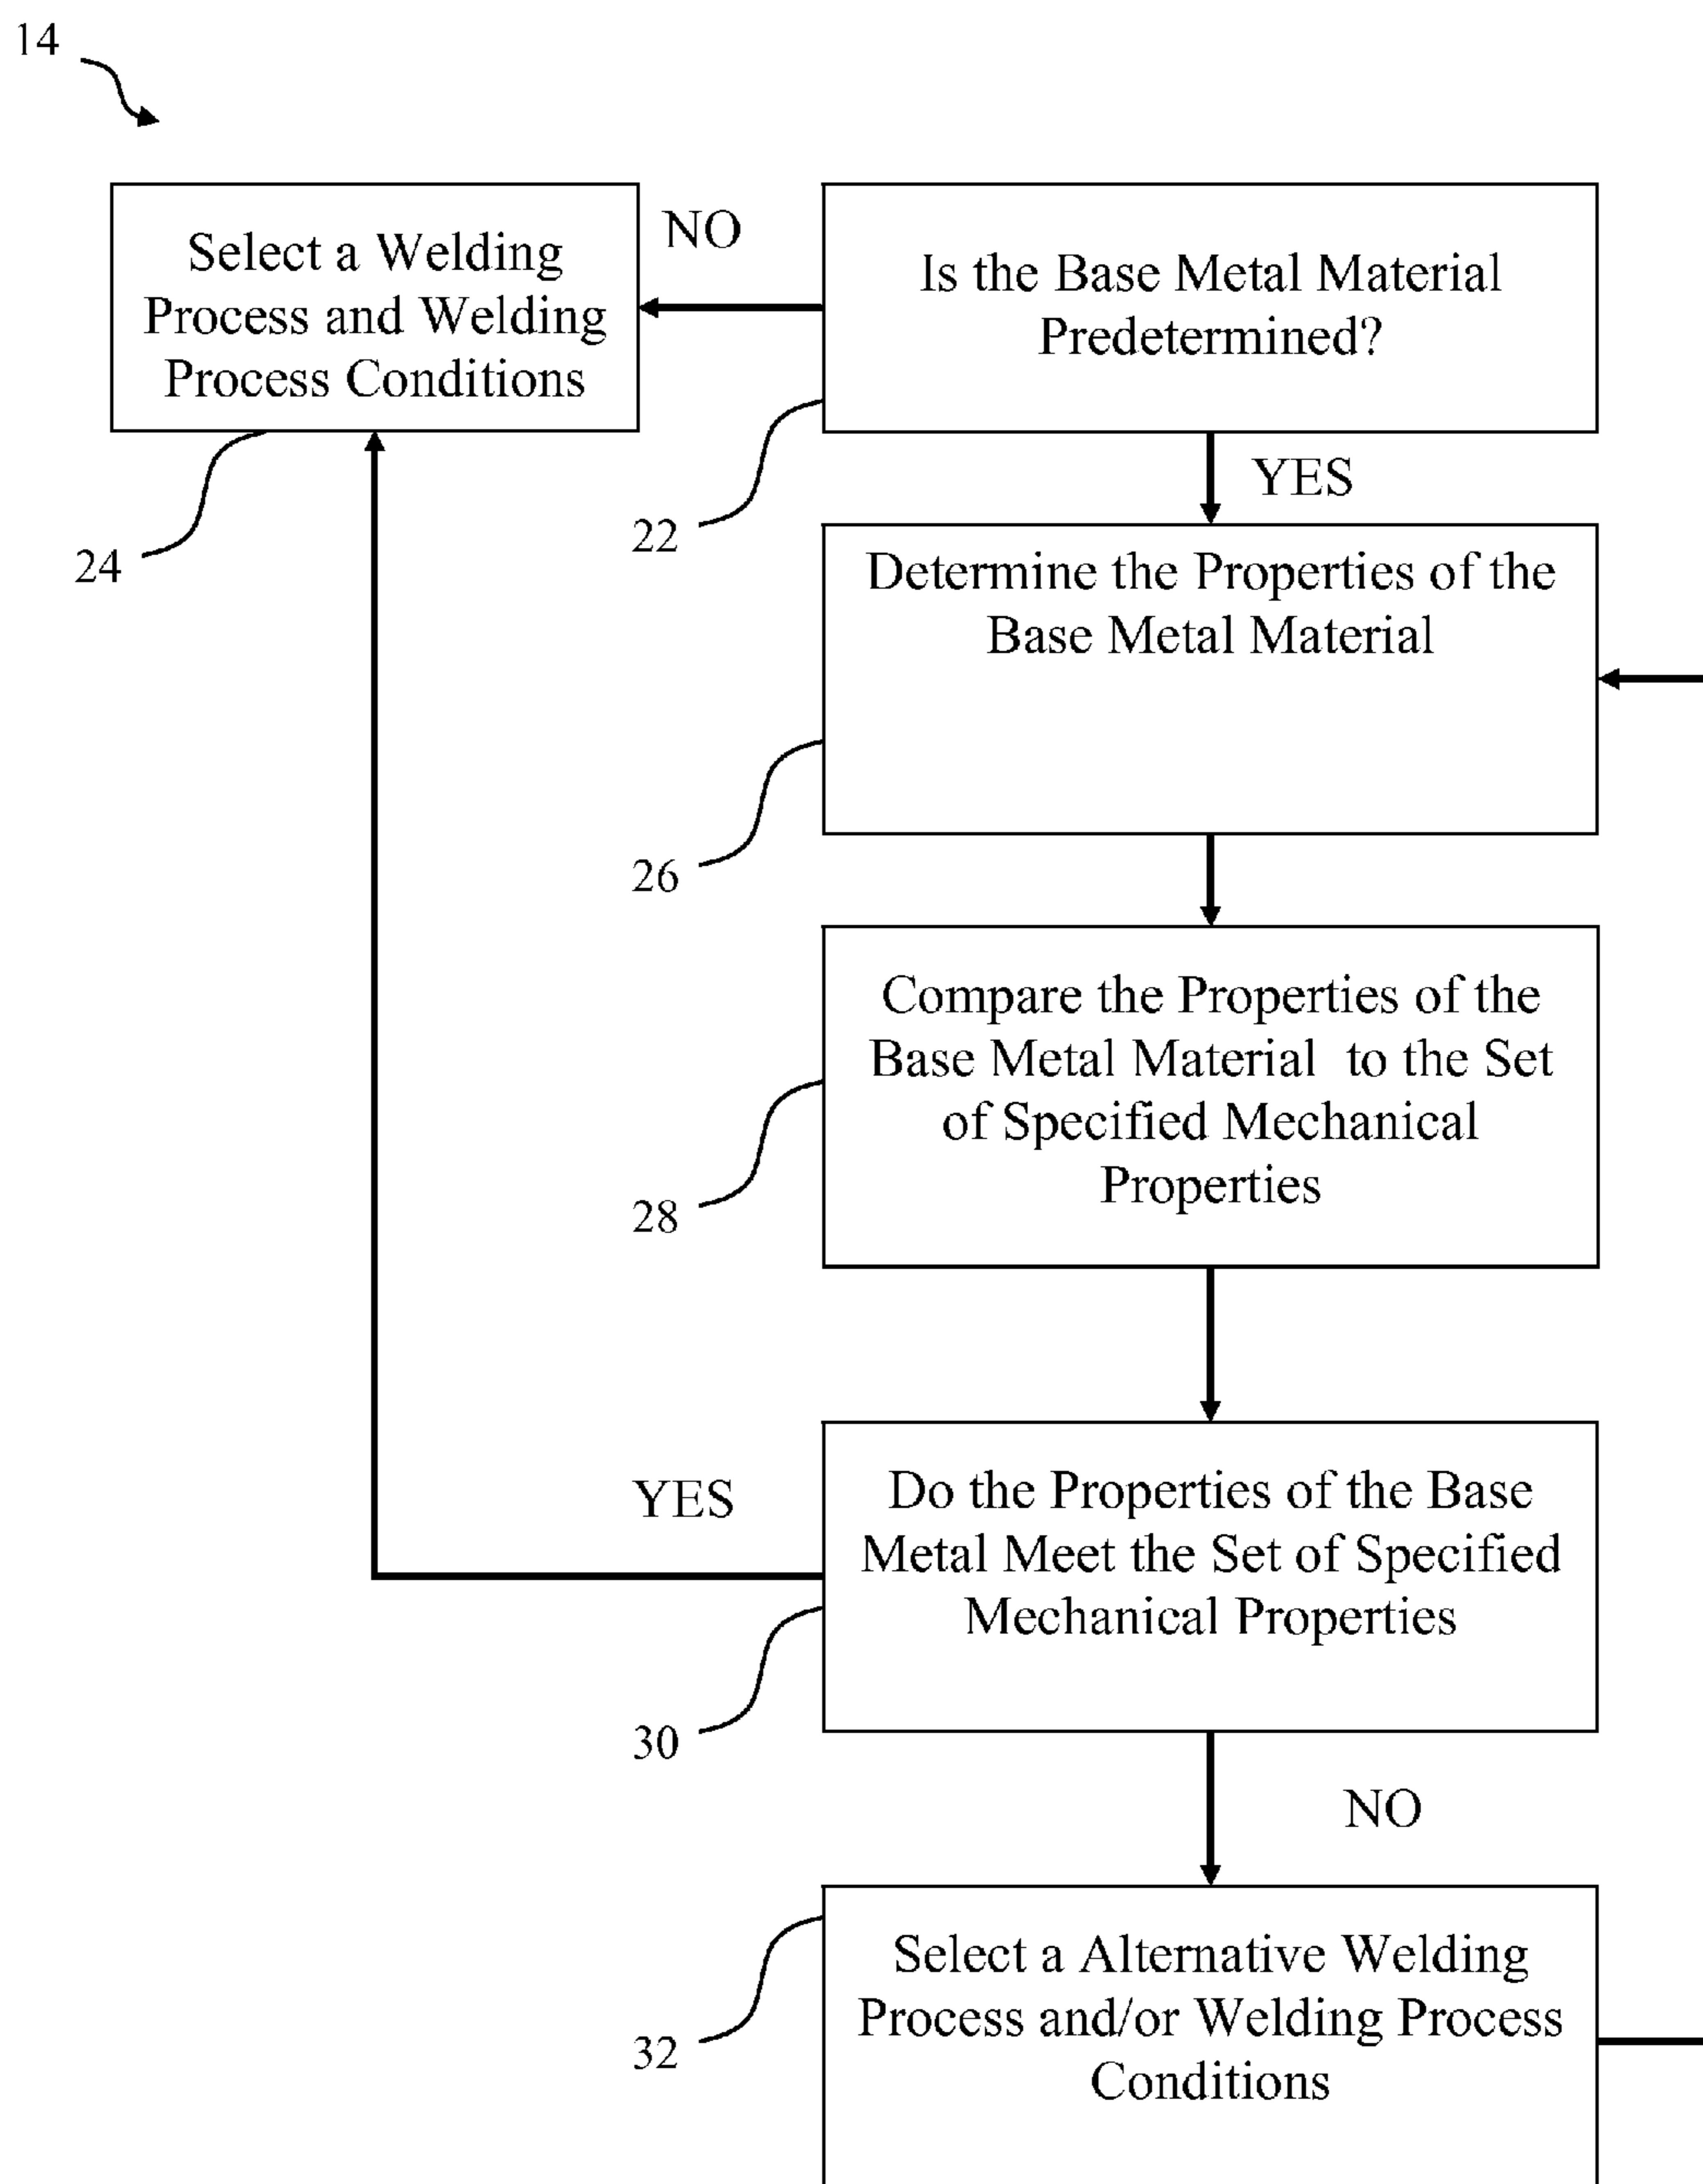 14
Select a Welding
Process and Welding
Process Conditions
NO
Is the Base Metal Material
Predetermined?
24
22
YES
Determine the Properties of the
Base Metal Material
26
Compare the Properties of the
Base Metal Material to the Set
of Specified Mechanical
Properties
28
YES
Do the Properties of the Base
Metal Meet the Set of Specified
Mechanical Properties
30
NO
Select a Alternative Welding
Process and/or Welding Process
Conditions
32